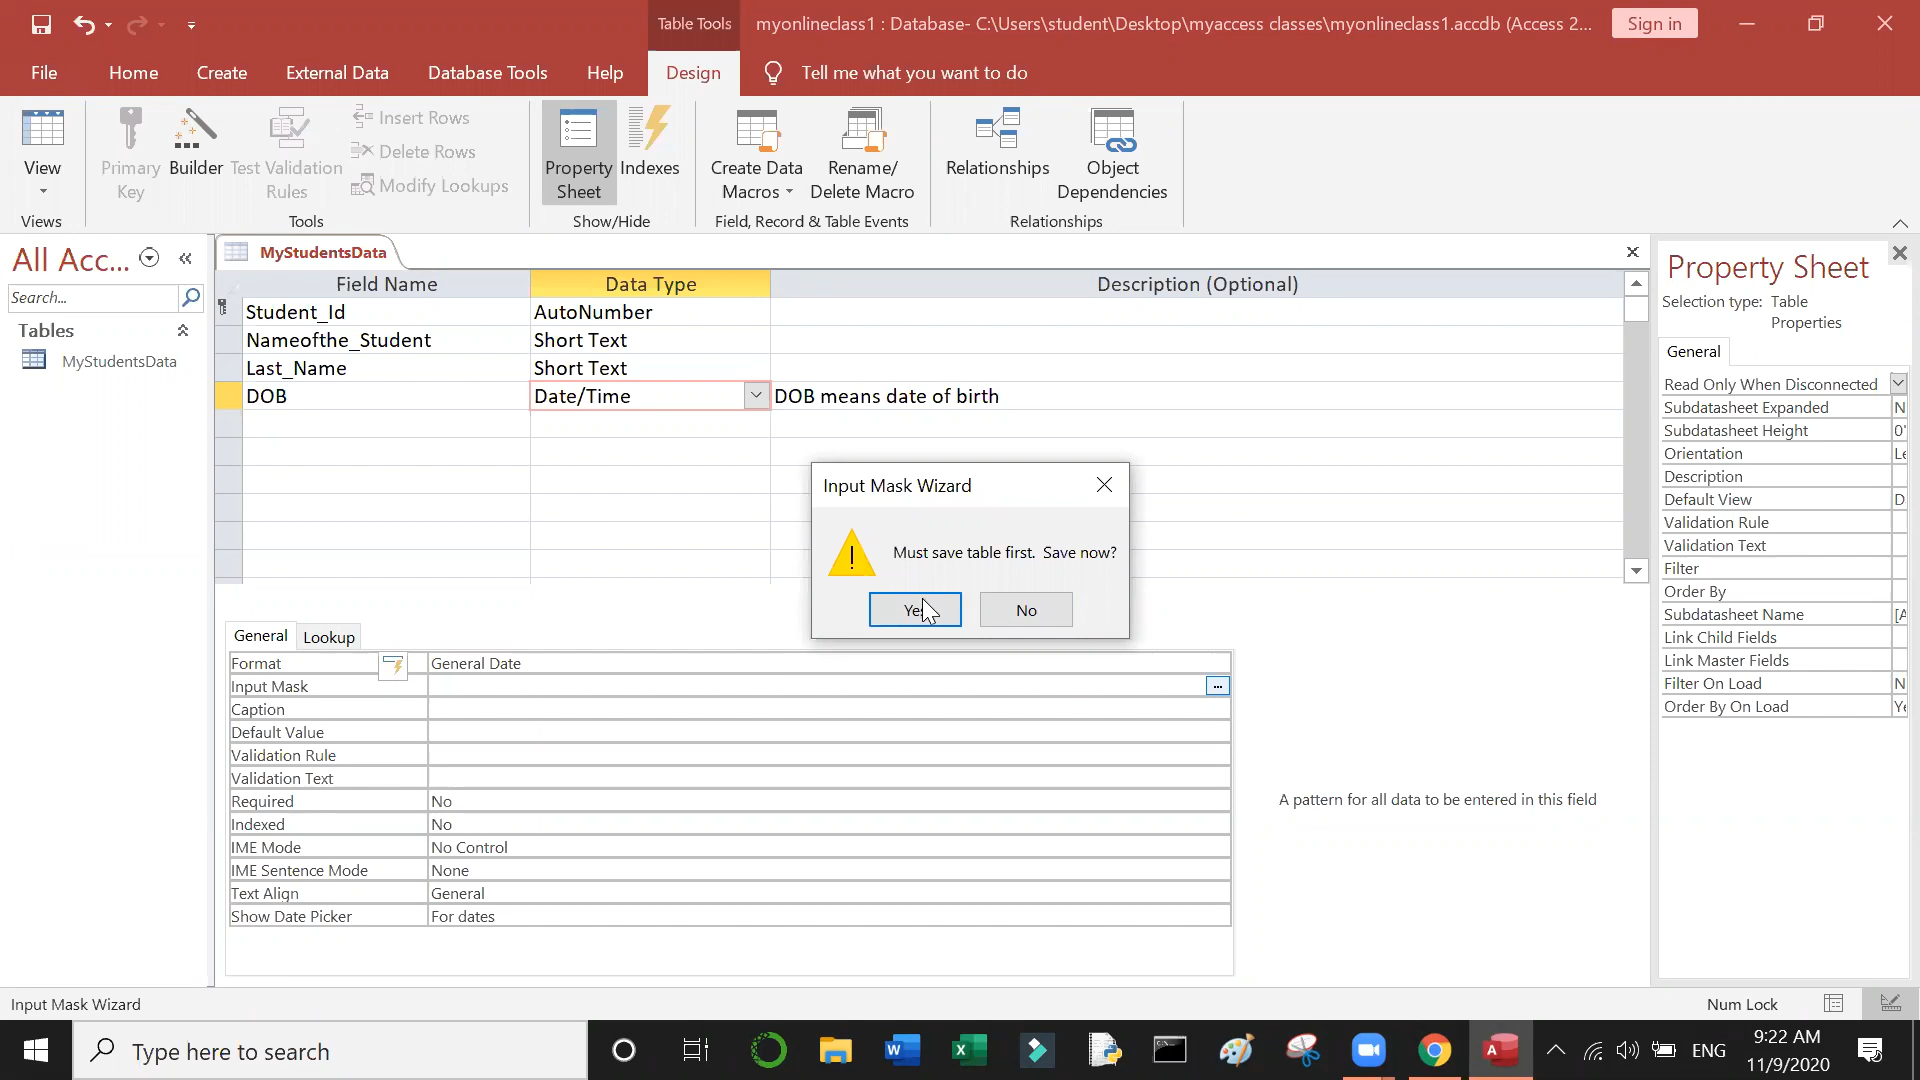 Table Tools
myonlineclass1 : Database- C:\Users\student\Desktop\myaccess classes\myonlineclass1.accdb (Access 2...
Sign in
File
Home
Create
External Data
Database Tools
Help
Design
Tell me what you want to do
View
Primary
Key
Builder
Test Validation
Rules
Insert Rows
Delete Rows
Modify Lookups
Property
Sheet
Indexes
Create Data
Macros
Rename/
Delete Macro
Relationships
Object
Dependencies
Views
Tools
Show/Hide
Field, Record & Table Events
Relationships
All Acc...
Search...
Tables
MyStudentsData
MyStudentsData
Field Name
Data Type
Description (Optional)
Student_Id
AutoNumber
Nameofthe_Student
Short Text
Last_Name
Short Text
DOB
Date/Time
DOB means date of birth
Input Mask Wizard
Must save table first.  Save now?
Yes
No
General
Lookup
Format
General Date
Input Mask
...
Caption
Default Value
Validation Rule
Validation Text
Required
No
Indexed
No
IME Mode
No Control
IME Sentence Mode
None
Text Align
General
Show Date Picker
For dates
A pattern for all data to be entered in this field
Property Sheet
Selection type: Table
Properties
General
Read Only When Disconnected
Subdatasheet Expanded
Subdatasheet Height
0"
Orientation
Description
Default View
Validation Rule
Validation Text
Filter
Order By
Subdatasheet Name
Link Child Fields
Link Master Fields
Filter On Load
Order By On Load
Input Mask Wizard
Num Lock
Type here to search
ENG
9:22 AM
11/9/2020